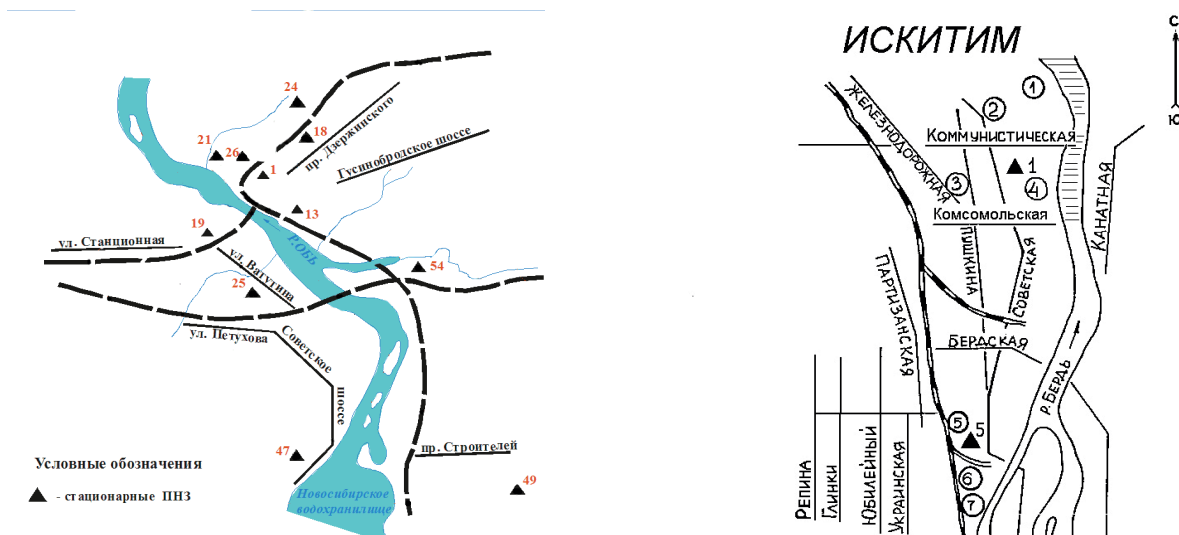 24
18
пр. Дзержинского
21
26
1
Гусинобродское шоссе
13
19
ул. Станционная
Р.ОБЬ
ул. Ватутина
54
25
ул. Петухова
Советское
шоссе
47
пр. Строителей
49
Условные обозначения
- стационарные ПНЗ
Новосибирское
водохранилище
ИСКИТИМ
С
Ю
ЖЕЛЕЗНОДОРОЖНАЯ
1
2
КОММУНИСТИЧЕСКАЯ
1
3
4
КОМСОМОЛЬСКАЯ
КАНАТНАЯ
ПУШКИНА
СОВЕТСКАЯ
ПАРТИЗАНСКАЯ
БЕРДСКАЯ
Р. БЕРДЬ
5
5
6
7
РЕПИНА
ГЛИНКИ
ЮБИЛЕЙНЫЙ
УКРАИНСКАЯ